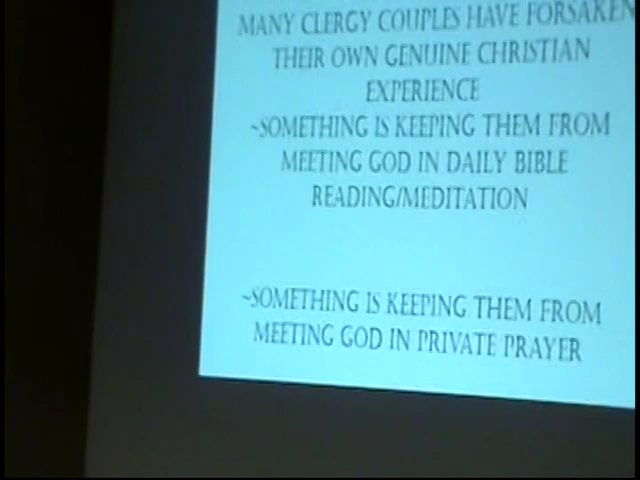 MANY CLERGY COUPLES HAVE FORSAKEN
THEIR OWN GENUINE CHRISTIAN
EXPERIENCE
~SOMETHING IS KEEPING THEM FROM
MEETING GOD IN DAILY BIBLE
READING/MEDITATION
~SOMETHING IS KEEPING THEM FROM
MEETING GOD IN PRIVATE PRAYER